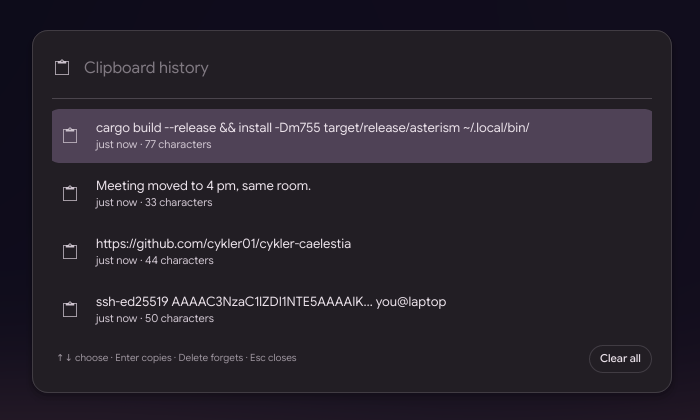 Clipboard history
cargo build --release && install -Dm755 target/release/asterism ~/.local/bin/
just now · 77 characters
Meeting moved to 4 pm, same room.
just now · 33 characters
https://github.com/cykler01/cykler-caelestia
just now · 44 characters
ssh-ed25519 AAAAC3NzaC1lZDI1NTE5AAAAIK... you@laptop
just now · 50 characters
↑↓ choose · Enter copies · Delete forgets · Esc closes
Clear all